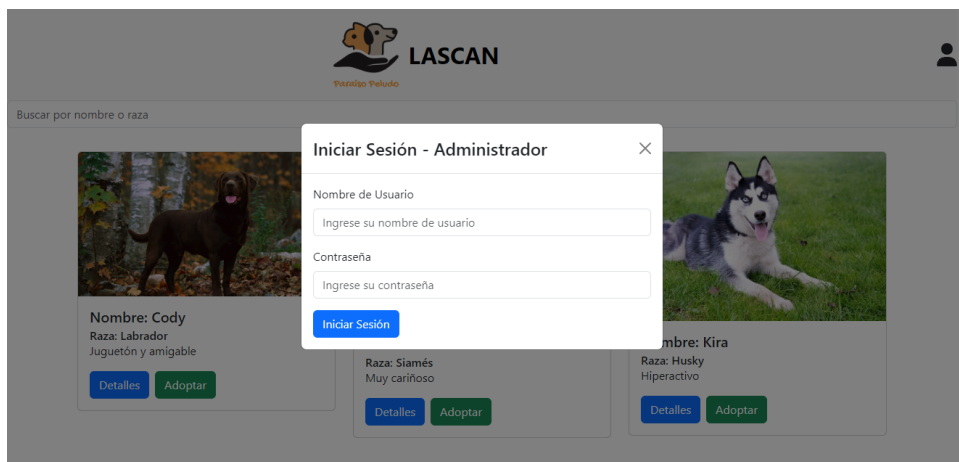 LASCAN
Paraíso Peludo
Buscar por nombre o raza
Iniciar Sesión - Administrador
Nombre de Usuario
Ingrese su nombre de usuario
Contraseña
Ingrese su contraseña
Iniciar Sesión
Nombre: Cody
Raza: Labrador
Juguetón y amigable
Detalles Adoptar
Raza: Siamés
Muy cariñoso
Detalles Adoptar
mbre: Kira
Raza: Husky
Hiperactivo
Detalles Adoptar